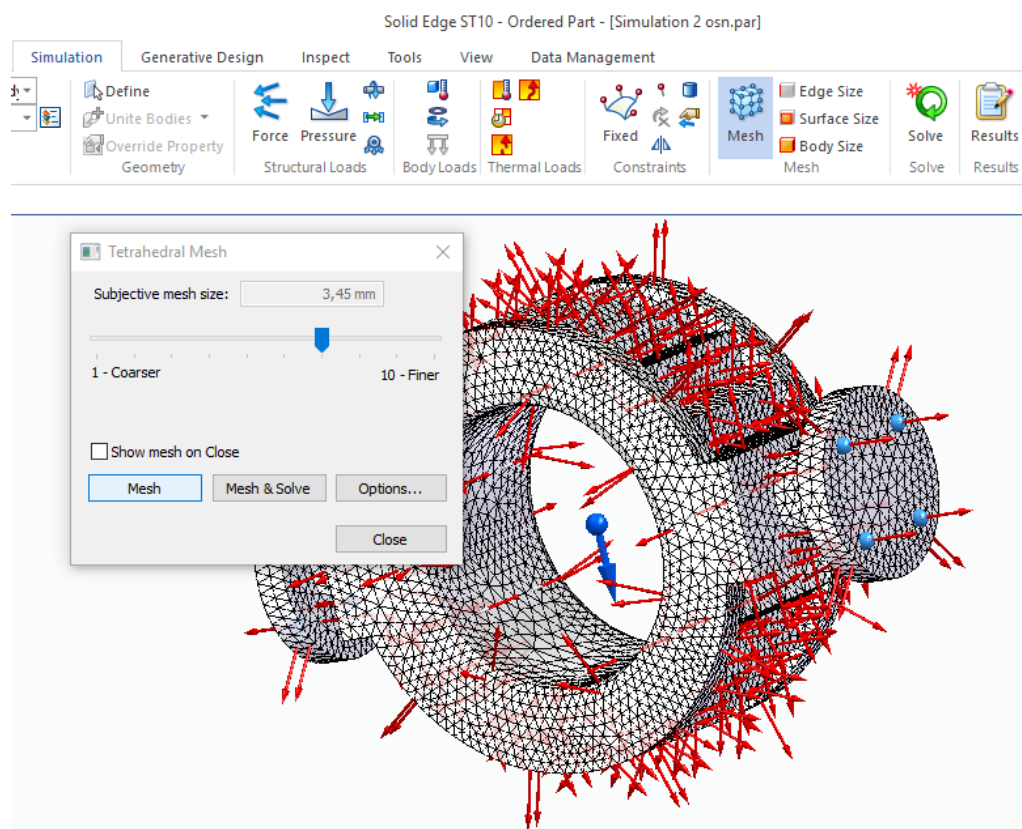 Solid Edge ST10 - Ordered Part - [Simulation 2 osn.par]
Simulation Generative Design Inspect Tools View Data Management
Define
Unite Bodies
Override Property
Geometry
Force Pressure
Structural Loads
Body Loads
Thermal Loads
Fixed
Constraints
Mesh
Edge Size
Surface Size
Body Size
Mesh
Solve
Solve
Results
Results
Tetrahedral Mesh
Subjective mesh size: 3,45 mm
1 - Coarser 10 - Finer
Show mesh on Close
Mesh Mesh & Solve Options...
Close